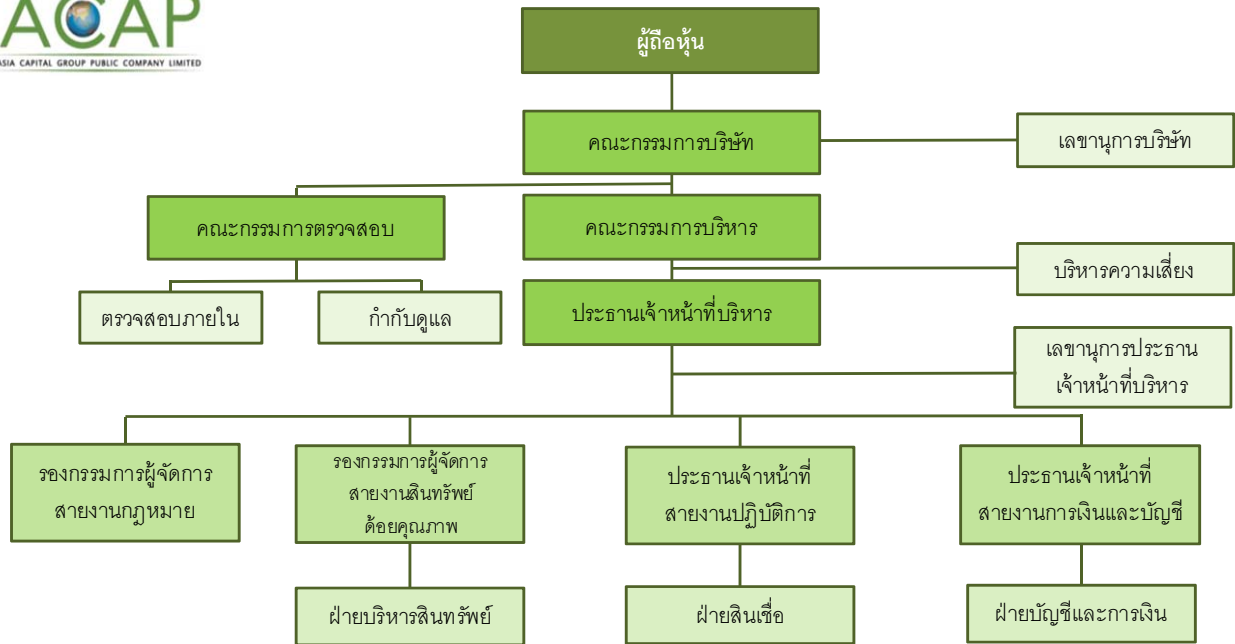 ACAP
ASIA CAPITAL GROUP PUBLIC COMPANY LIMITED
ผู้ถือหุ้น
คณะกรรมการบริษัท
เลขานุการบริษัท
คณะกรรมการตรวจสอบ
คณะกรรมการบริหาร
บริหารความเสี่ยง
ตรวจสอบภายใน
กำกับดูแล
ประธานเจ้าหน้าที่บริหาร
เลขานุการประธาน
เจ้าหน้าที่บริหาร
รองกรรมการผู้จัดการ
สายงานกฎหมาย
รองกรรมการผู้จัดการ
สายงานสินทรัพย์
ด้อยคุณภาพ
ประธานเจ้าหน้าที่
สายงานปฏิบัติการ
ประธานเจ้าหน้าที่
สายงานการเงินและบัญชี
ฝ่ายบริหารสินทรัพย์
ฝ่ายสินเชื่อ
ฝ่ายบัญชีและการเงิน